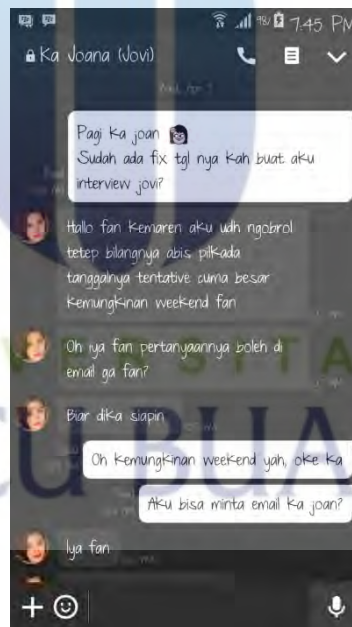 98% 7.45 PM
Ka Joana (Jovi)
Pagi ka joan
Sudah ada fix tgl nya kah buat aku
interview jovi?
Hallo fan kemaren aku udh ngobrol
tetep bilangnya abis pilkada
tanggalnya tentative cuma besar
kemungkinan weekend fan
Oh iya fan pertanyaannya boleh di
email ga fan?
Biar dika siapin
Oh kemungkinan weekend yah, oke ka
Aku bisa minta email ka joan?
Iya fan